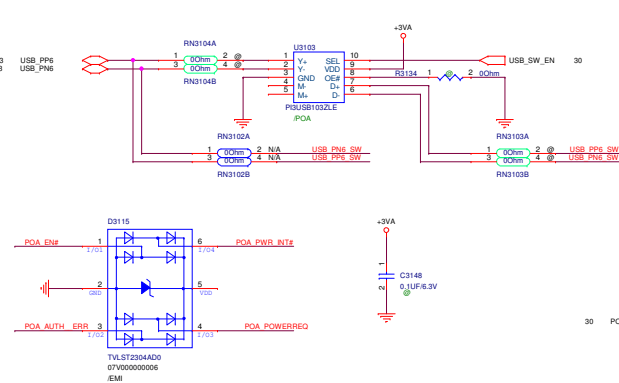 +3VA
RN3104A
U3103
3 USB_PP6 1 0Ohm 2 @ 1 Y+ SEL 10 USB_SW_EN 30
3 USB_PN6 3 0Ohm 4 @ 2 Y- VDD 9
RN3104B 3 GND OE# 8 R3134 1 @ 2 0Ohm
4 M- D+ 7
5 M+ D- 6
PI3USB103ZLE
/POA
RN3102A RN3103A
1 0Ohm 2 N/A USB_PN6_SW 1 0Ohm 2 @ USB_PP6_SW
3 0Ohm 4 N/A USB_PP6_SW 3 0Ohm 4 @ USB_PN6_SW
RN3102B RN3103B
D3115 +3VA
POA_EN# 1 6 POA_PWR_INT#
I/O1 I/O4
1 C3148
2 5 2 0.1UF/6.3V
GND VDD @
POA_AUTH_ERR 3 4 POA_POWERREQ 30 PO
I/O2 I/O3
TVLST2304AD0
07V000000006
/EMI